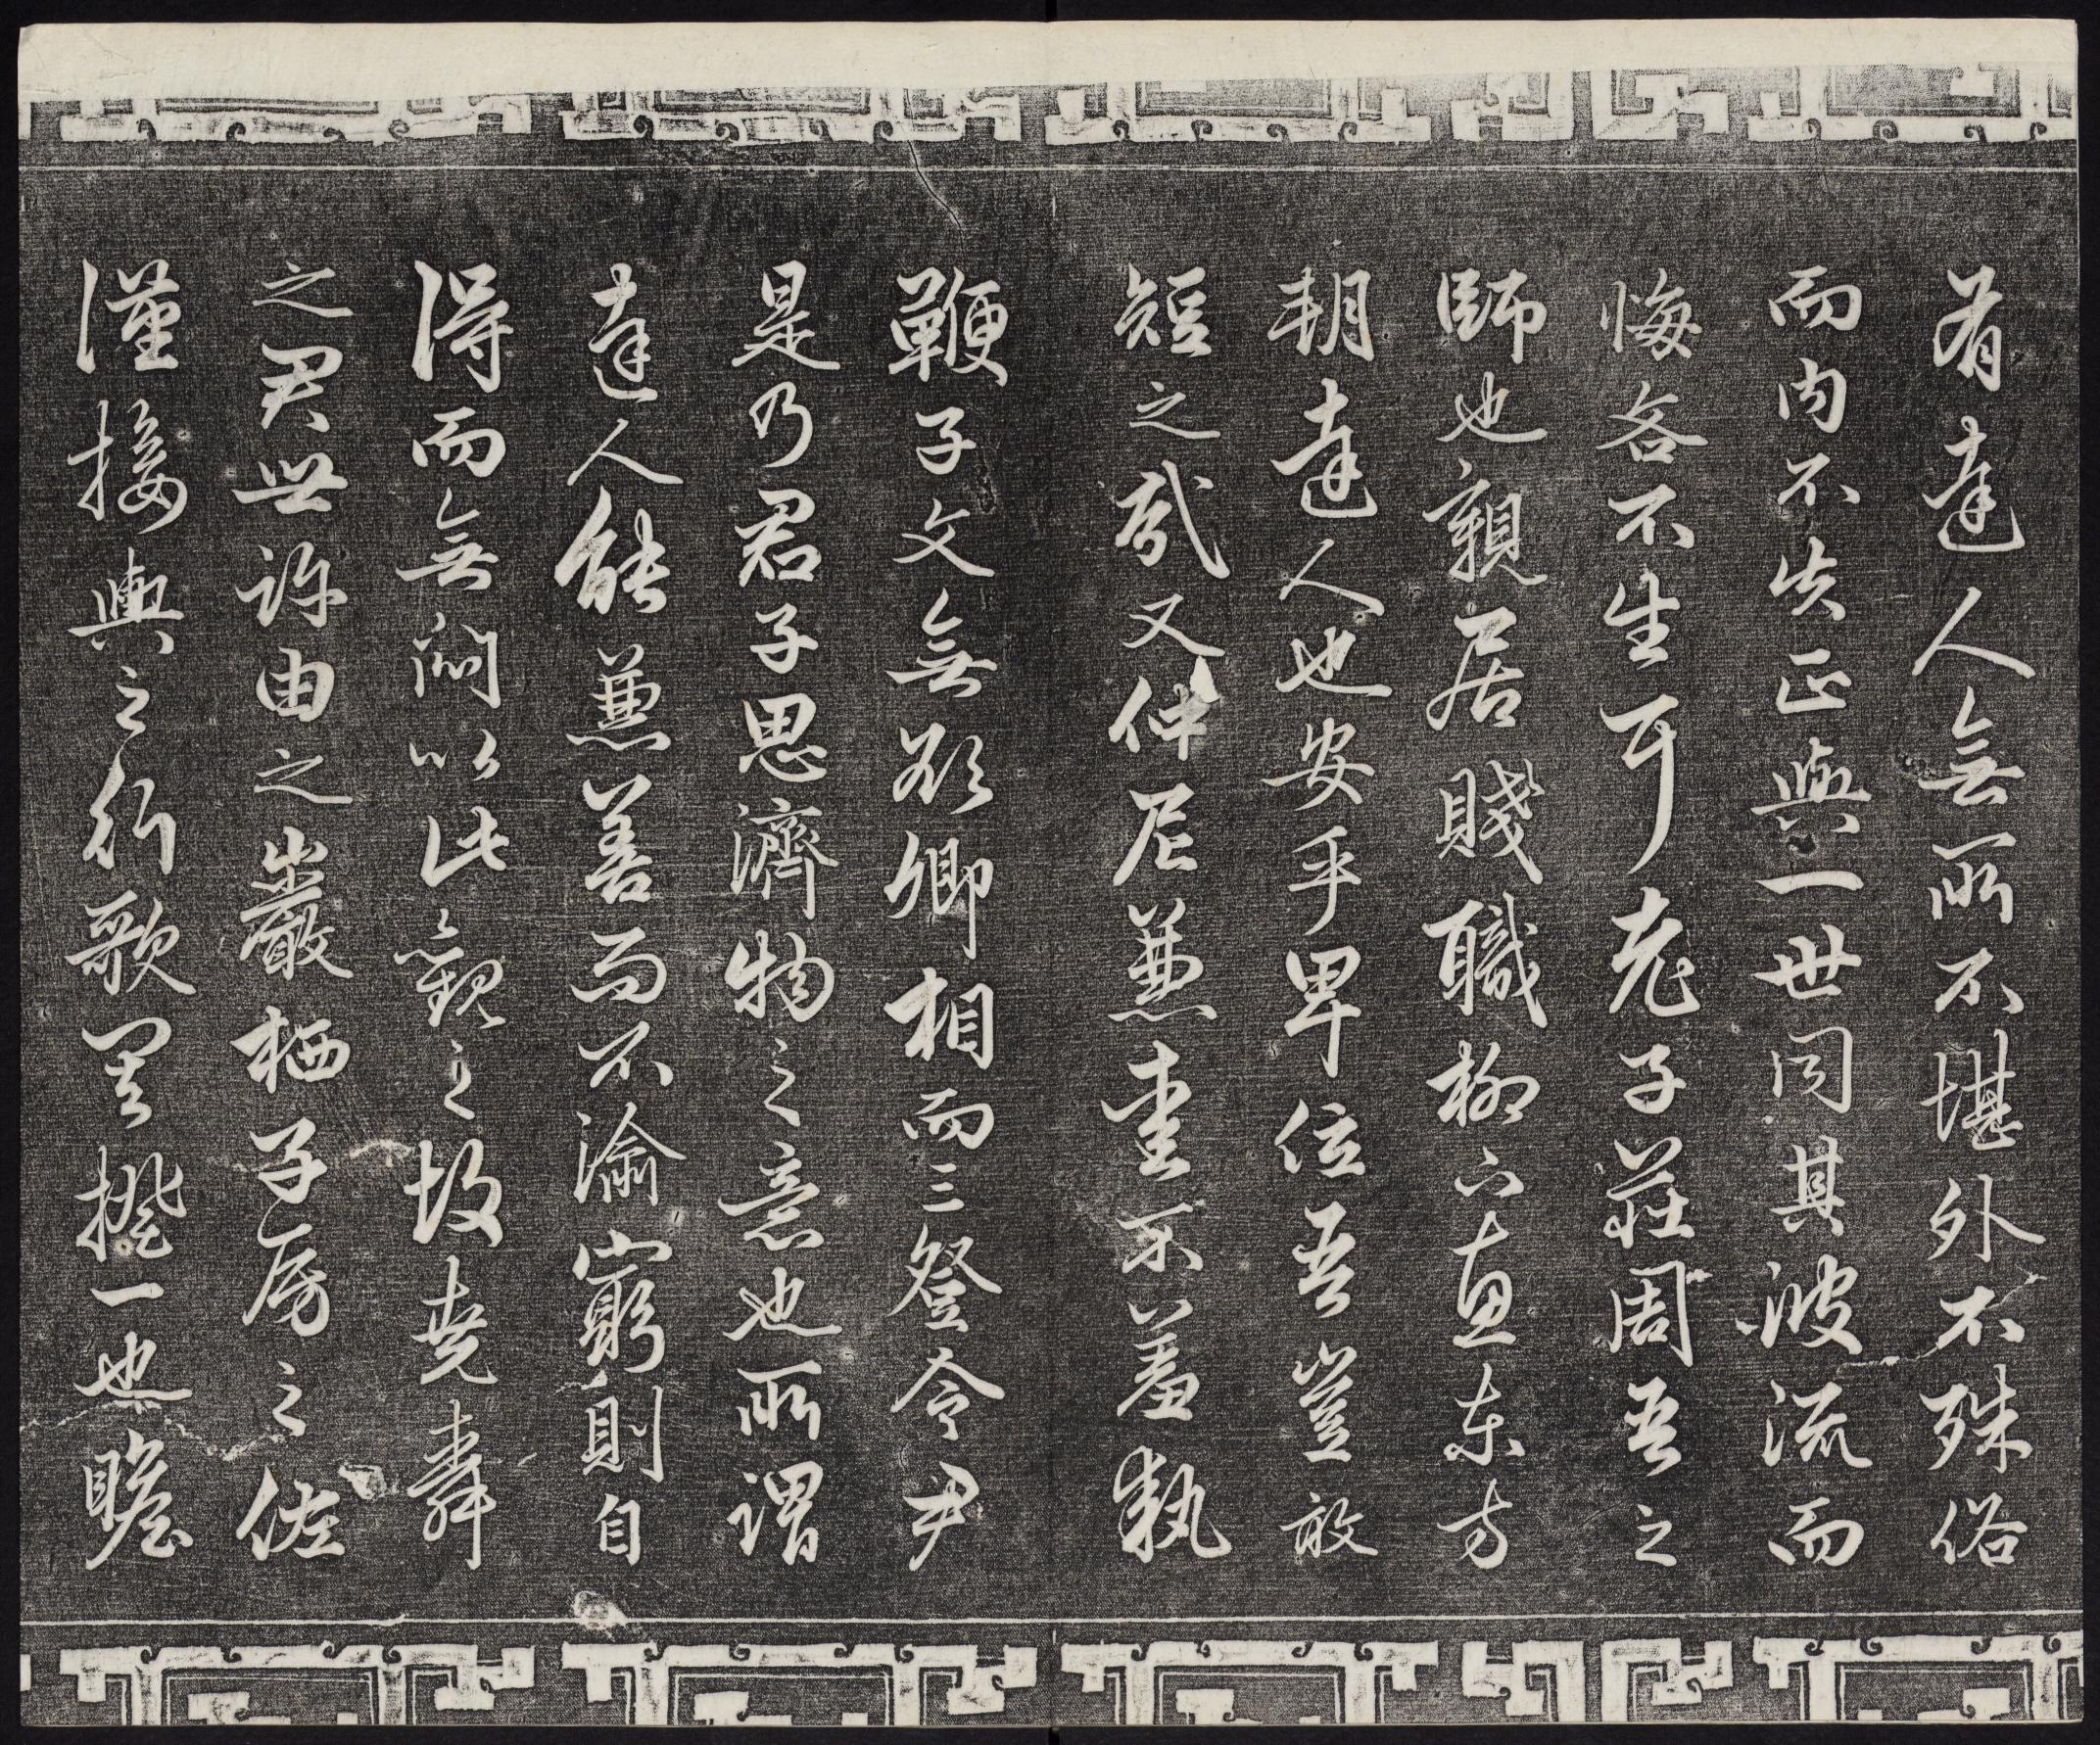 有達人無所不堪外不殊俗
而内不失正與一世同其波流而
悔吝不生耳老子莊周吾之
師也親居賤職柳下惠東方
朔達人也安乎卑位吾豈敢
短之哉又仲尼兼愛不羞執
鞭子文無欲卿相而三登令尹
是乃君子思濟物之意也所謂
達人能兼善而不渝窮則自
得而無悶以此觀之故堯舜
之君世許由之巖栖子房之佐
漢接輿之行歌其揆一也瞻